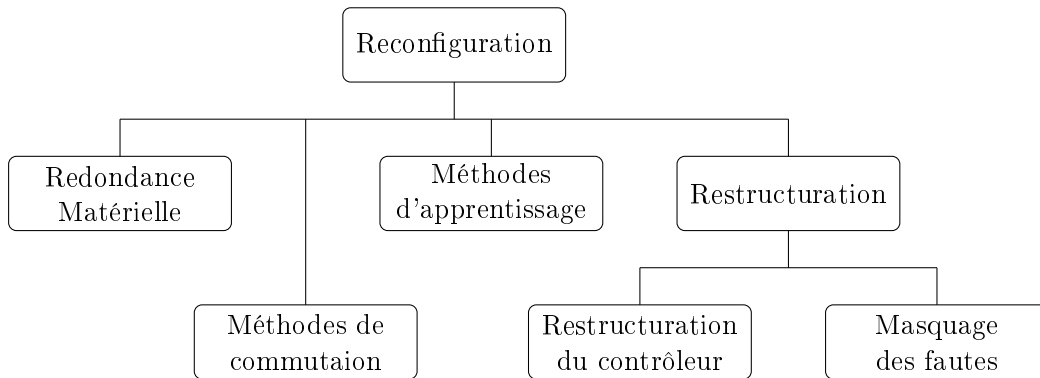 Reconfiguration
Redondance
Matérielle
Méthodes
d'apprentissage
Restructuration
Méthodes de
commutaion
Restructuration
du contrôleur
Masquage
des fautes